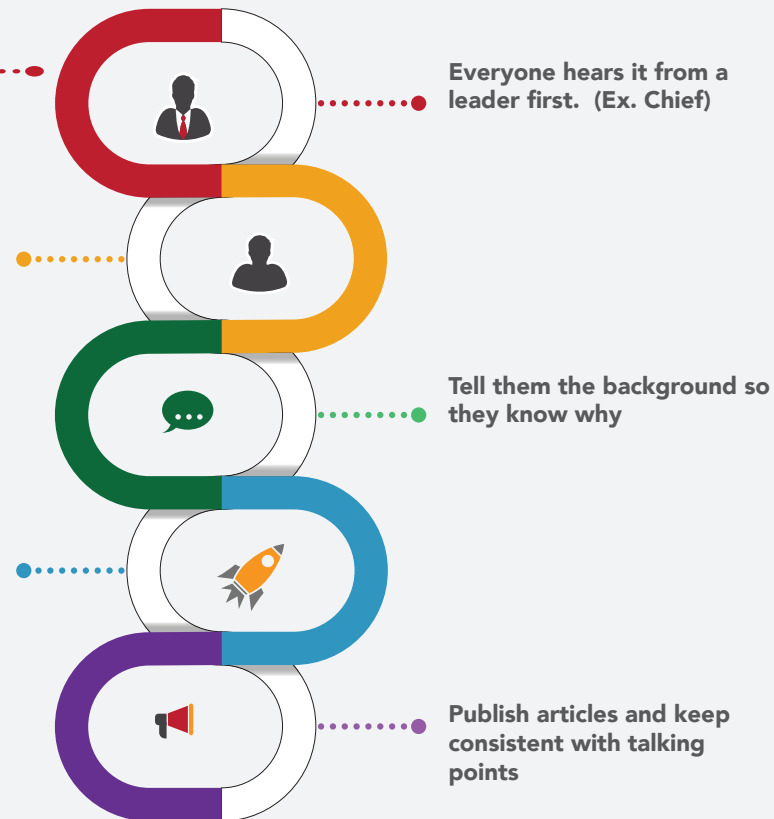 Everyone hears it from a
leader first.  (Ex. Chief)
Tell them the background so
they know why
Publish articles and keep
consistent with talking
points